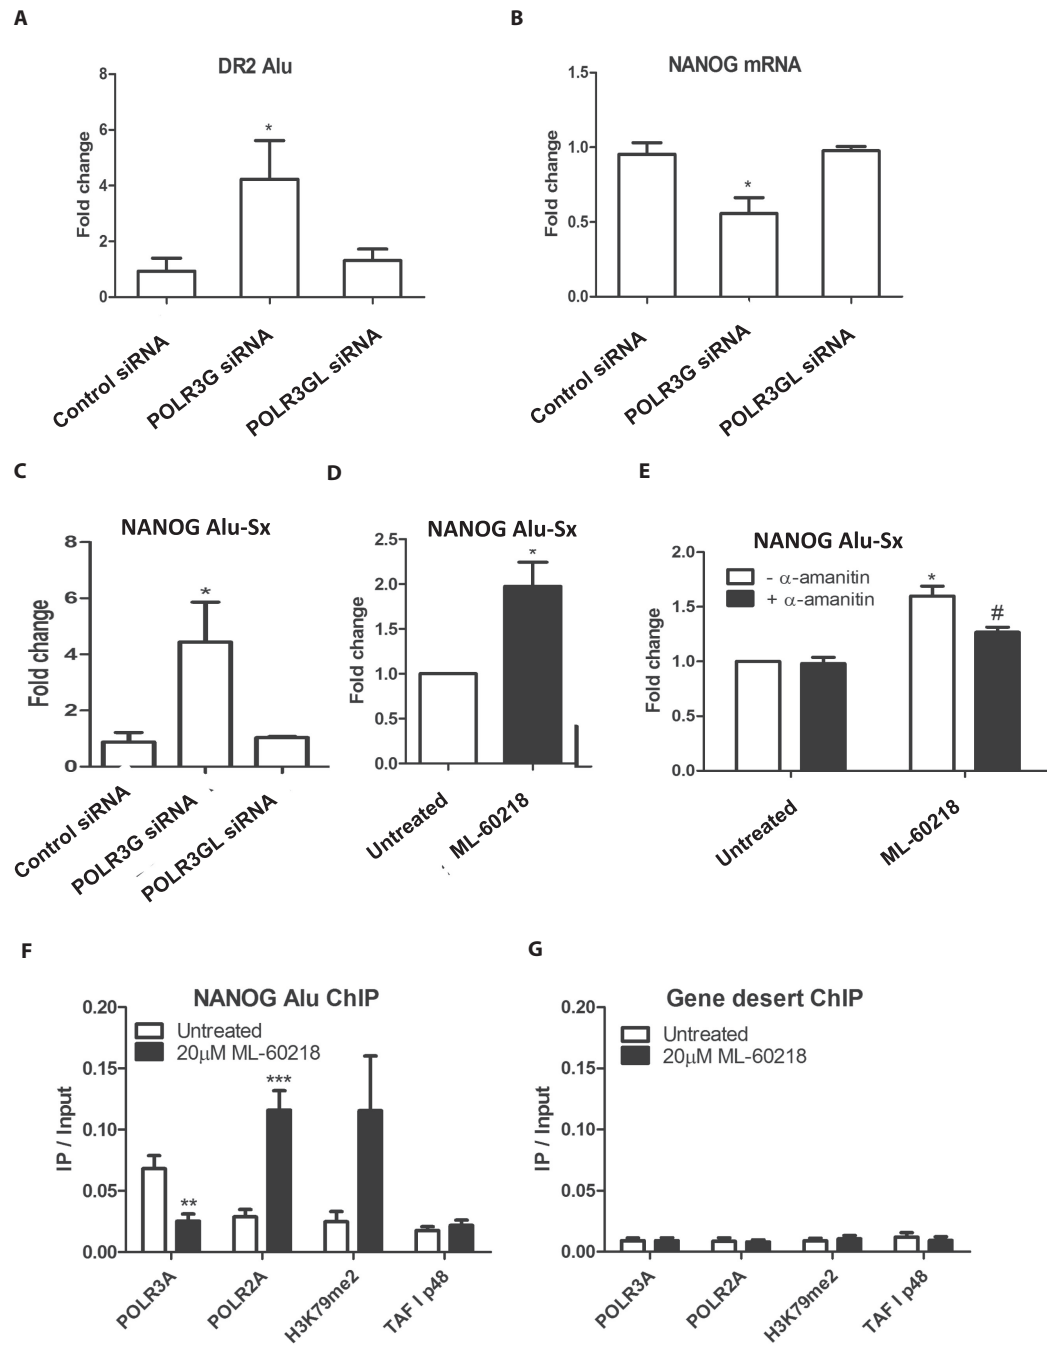 A
DR2 Alu
Fold change
8
6
4
2
0
*
Control siRNA
POLR3G siRNA
POLR3GL siRNA
B
NANOG mRNA
Fold change
1.5
1.0
0.5
0.0
*
Control siRNA
POLR3G siRNA
POLR3GL siRNA
C
NANOG Alu-Sx
Fold change
8
6
4
2
0
*
Control siRNA
POLR3G siRNA
POLR3GL siRNA
D
NANOG Alu-Sx
Fold change
2.5
2.0
1.5
1.0
0.5
0.0
*
Untreated
ML-60218
E
NANOG Alu-Sx
- α-amanitin
+ α-amanitin
Fold change
2.0
1.5
1.0
0.5
0.0
*
#
Untreated
ML-60218
F
NANOG Alu ChIP
Untreated
20μM ML-60218
IP / Input
0.20
0.15
0.10
0.05
0.00
**
***
POLR3A
POLR2A
H3K79me2
TAF I p48
G
Gene desert ChIP
Untreated
20μM ML-60218
IP / Input
0.20
0.15
0.10
0.05
0.00
POLR3A
POLR2A
H3K79me2
TAF I p48